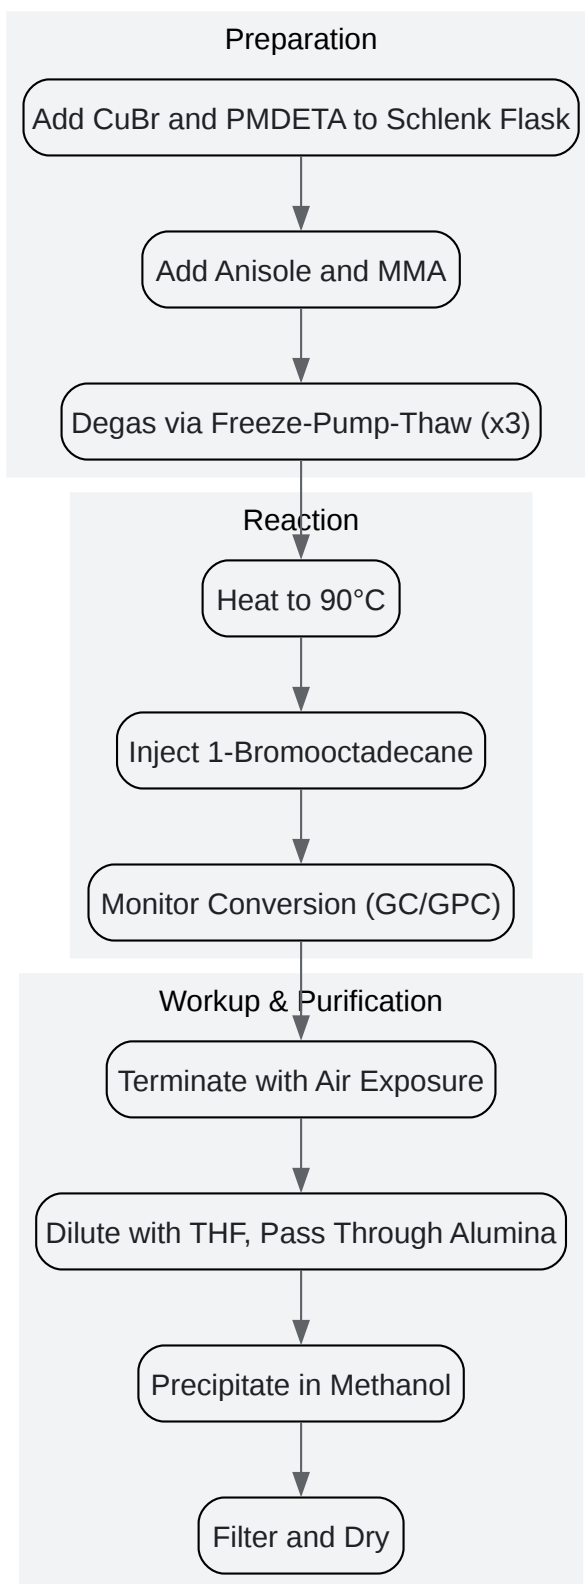 Preparation
Add CuBr and PMDETA to Schlenk Flask
Add Anisole and MMA
Degas via Freeze-Pump-Thaw (x3)
Reaction
Heat to 90°C
Inject 1-Bromooctadecane
Monitor Conversion (GC/GPC)
Workup & Purification
Terminate with Air Exposure
Dilute with THF, Pass Through Alumina
Precipitate in Methanol
Filter and Dry